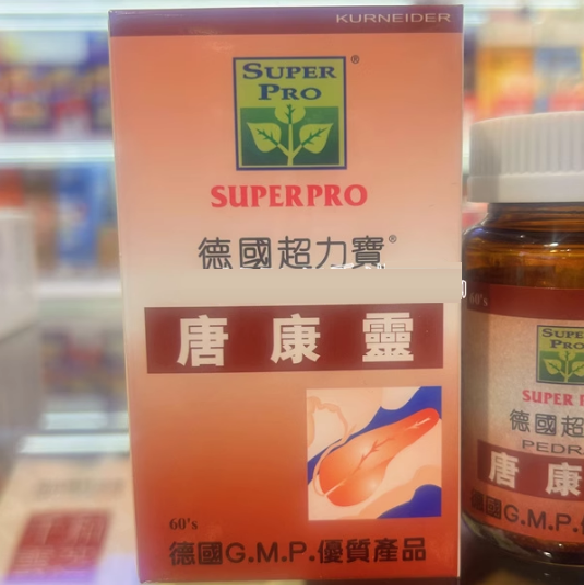 KURNEIDER
SUPER
PRO
®
SUPERPRO
德國超力寶®
唐康靈
60's
德國G.M.P.優質產品
60's
SUPER
PRO
SUPER
德國超
PEDR
唐康
德國G.M.P.